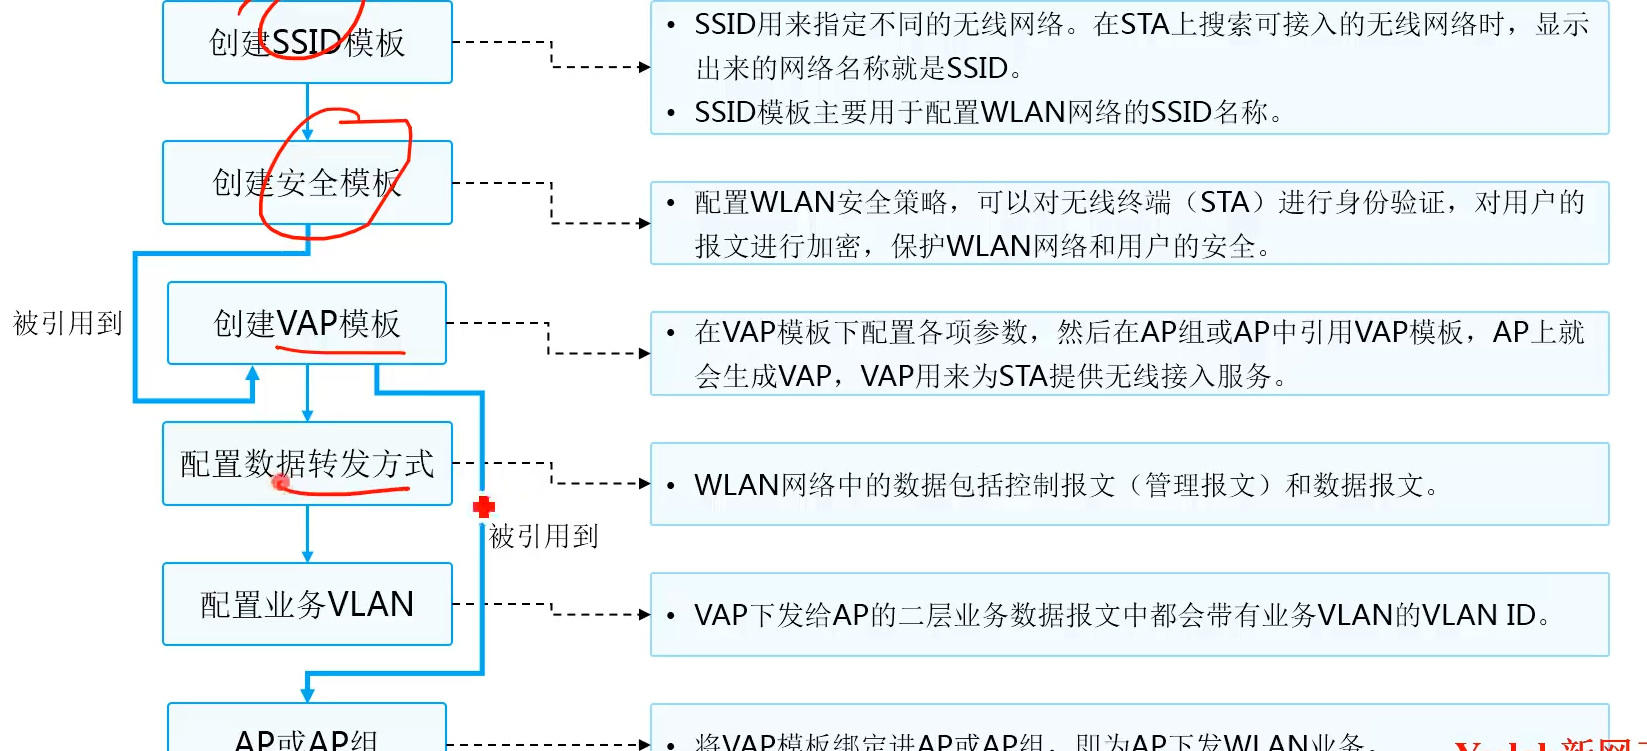 创建SSID模板
• SSID用来指定不同的无线网络。在STA上搜索可接入的无线网络时，显示
出来的网络名称就是SSID。
• SSID模板主要用于配置WLAN网络的SSID名称。
创建安全模板
• 配置WLAN安全策略，可以对无线终端（STA）进行身份验证，对用户的
报文进行加密，保护WLAN网络和用户的安全。
被引用到
创建VAP模板
• 在VAP模板下配置各项参数，然后在AP组或AP中引用VAP模板，AP上就
会生成VAP，VAP用来为STA提供无线接入服务。
配置数据转发方式
• WLAN网络中的数据包括控制报文（管理报文）和数据报文。
被引用到
配置业务VLAN
• VAP下发给AP的二层业务数据报文中都会带有业务VLAN的VLAN ID。
AP或AP组
• 将VAP模板绑定进AP或AP组，即为AP下发WLAN业务。